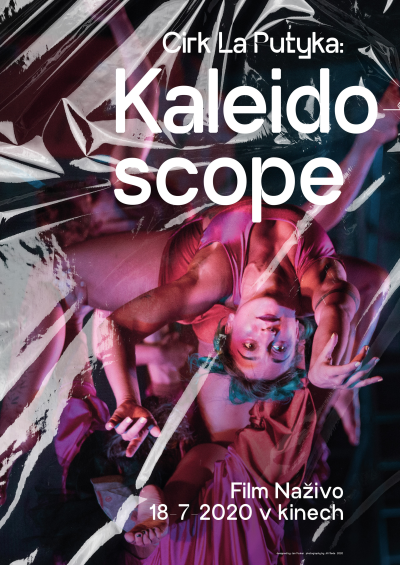 Cirk La Putyka:
Kaleido
scope
Film Naživo
18–7–2020 v kinech